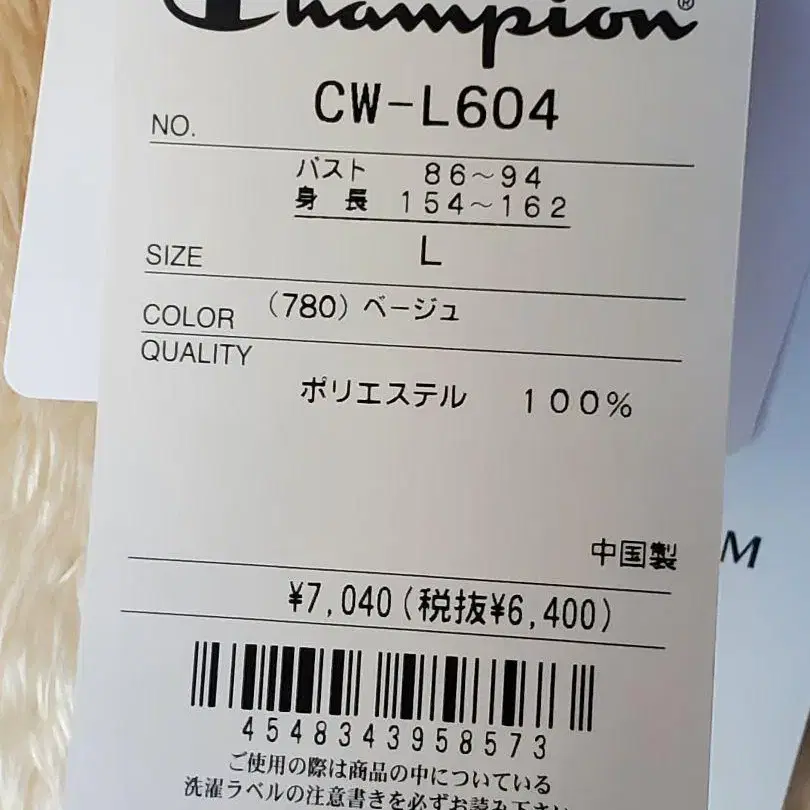 Champion®
NO. CW-L604
バスト 86~94
身長 154~162
SIZE L
COLOR (780) ベージュ
QUALITY
ポリエステル 100%
中国製
M
¥7,040(税抜¥6,400)
4548343958573
ご使用の際は商品の中についている
洗濯ラベルの注意書きを必ずお読み下さい